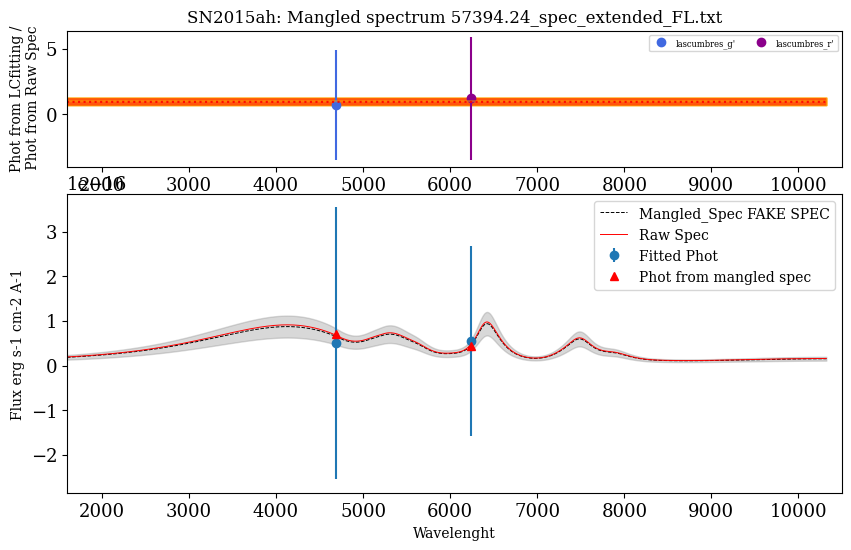 SN2015ah: Mangled spectrum 57394.24_spec_extended_FL.txt
Phot from LCfitting /
Phot from Raw Spec
5
0
lascumbres_g'
lascumbres_r'
2000 3000 4000 5000 6000 7000 8000 9000 10000
1e−16
Flux erg s-1 cm-2 A-1
3
2
1
0
−1
−2
Mangled_Spec FAKE SPEC
Raw Spec
Fitted Phot
Phot from mangled spec
2000 3000 4000 5000 6000 7000 8000 9000 10000
Wavelenght